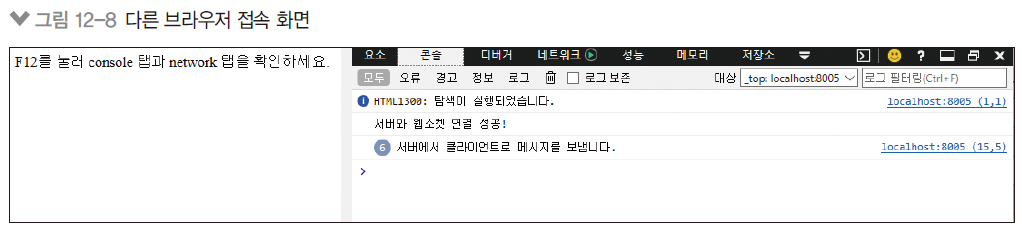 그림 12-8 다른 브라우저 접속 화면
F12를 눌러 console 탭과 network 탭을 확인하세요.
요소 콘솔 디버거 네트워크 성능 메모리 저장소
모두 오류 경고 정보 로그 로그 보존 대상 _top: localhost:8005 로그 필터링(Ctrl+F)
HTML1300: 탐색이 실행되었습니다. localhost:8005 (1,1)
서버와 웹소켓 연결 성공!
6 서버에서 클라이언트로 메시지를 보냅니다. localhost:8005 (15,5)